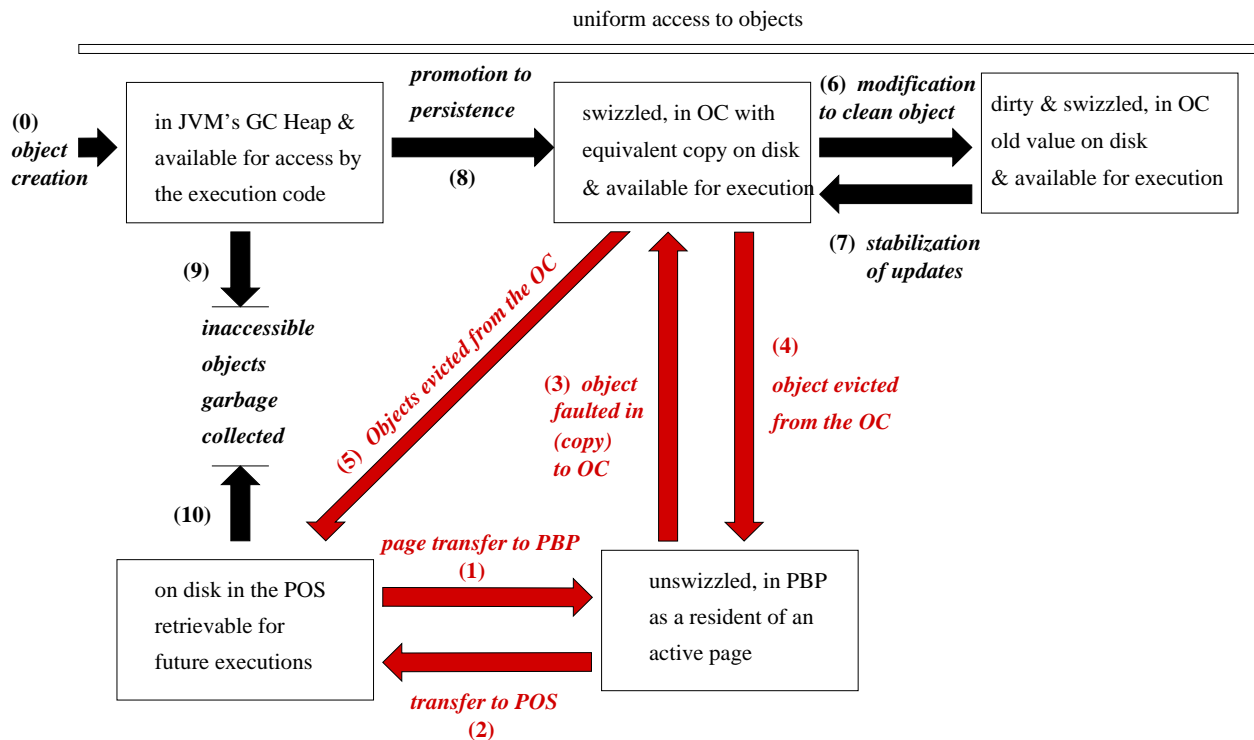 uniform access to objects
(0) object
creation
in JVM's GC Heap &
available for access by
the execution code
promotion to
persistence
(8)
swizzled, in OC with
equivalent copy on disk
& available for execution
(6) modification
to clean object
dirty & swizzled, in OC
old value on disk
& available for execution
(7) stabilization
of updates
(9)
inaccessible
objects
garbage
collected
(10)
(5) Objects evicted from the OC
(3) object
faulted in
(copy)
to OC
(4)
object evicted
from the OC
on disk in the POS
retrievable for
future executions
page transfer to PBP
(1)
transfer to POS
(2)
unswizzled, in PBP
as a resident of an
active page